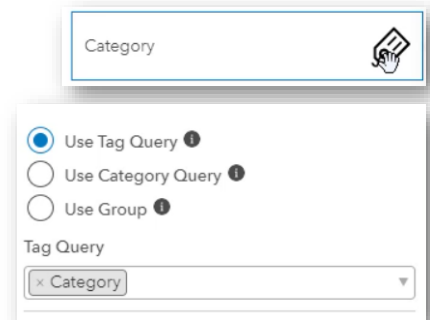 Category
Use Tag Query
Use Category Query
Use Group
Tag Query
× Category